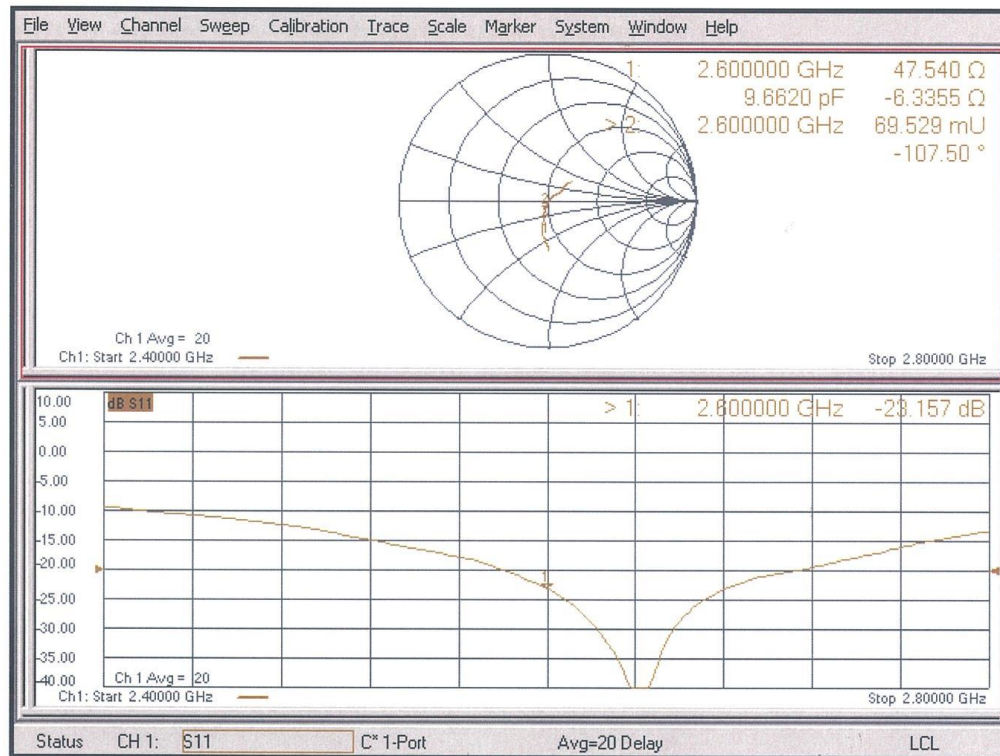 File View Channel Sweep Calibration Trace Scale Marker System Window Help
1: 2.600000 GHz 47.540 Ω
9.6620 pF -6.3355 Ω
> 2: 2.600000 GHz 69.529 mU
-107.50 °
2
1
Ch 1 Avg = 20
Ch1: Start 2.40000 GHz
Stop 2.80000 GHz
10.00
dB S11
> 1: 2.600000 GHz -23.157 dB
5.00
0.00
-5.00
-10.00
-15.00
-20.00
1
-25.00
-30.00
-35.00
-40.00
Ch 1 Avg = 20
Ch1: Start 2.40000 GHz
Stop 2.80000 GHz
Status CH 1: S11 C* 1-Port Avg=20 Delay LCL